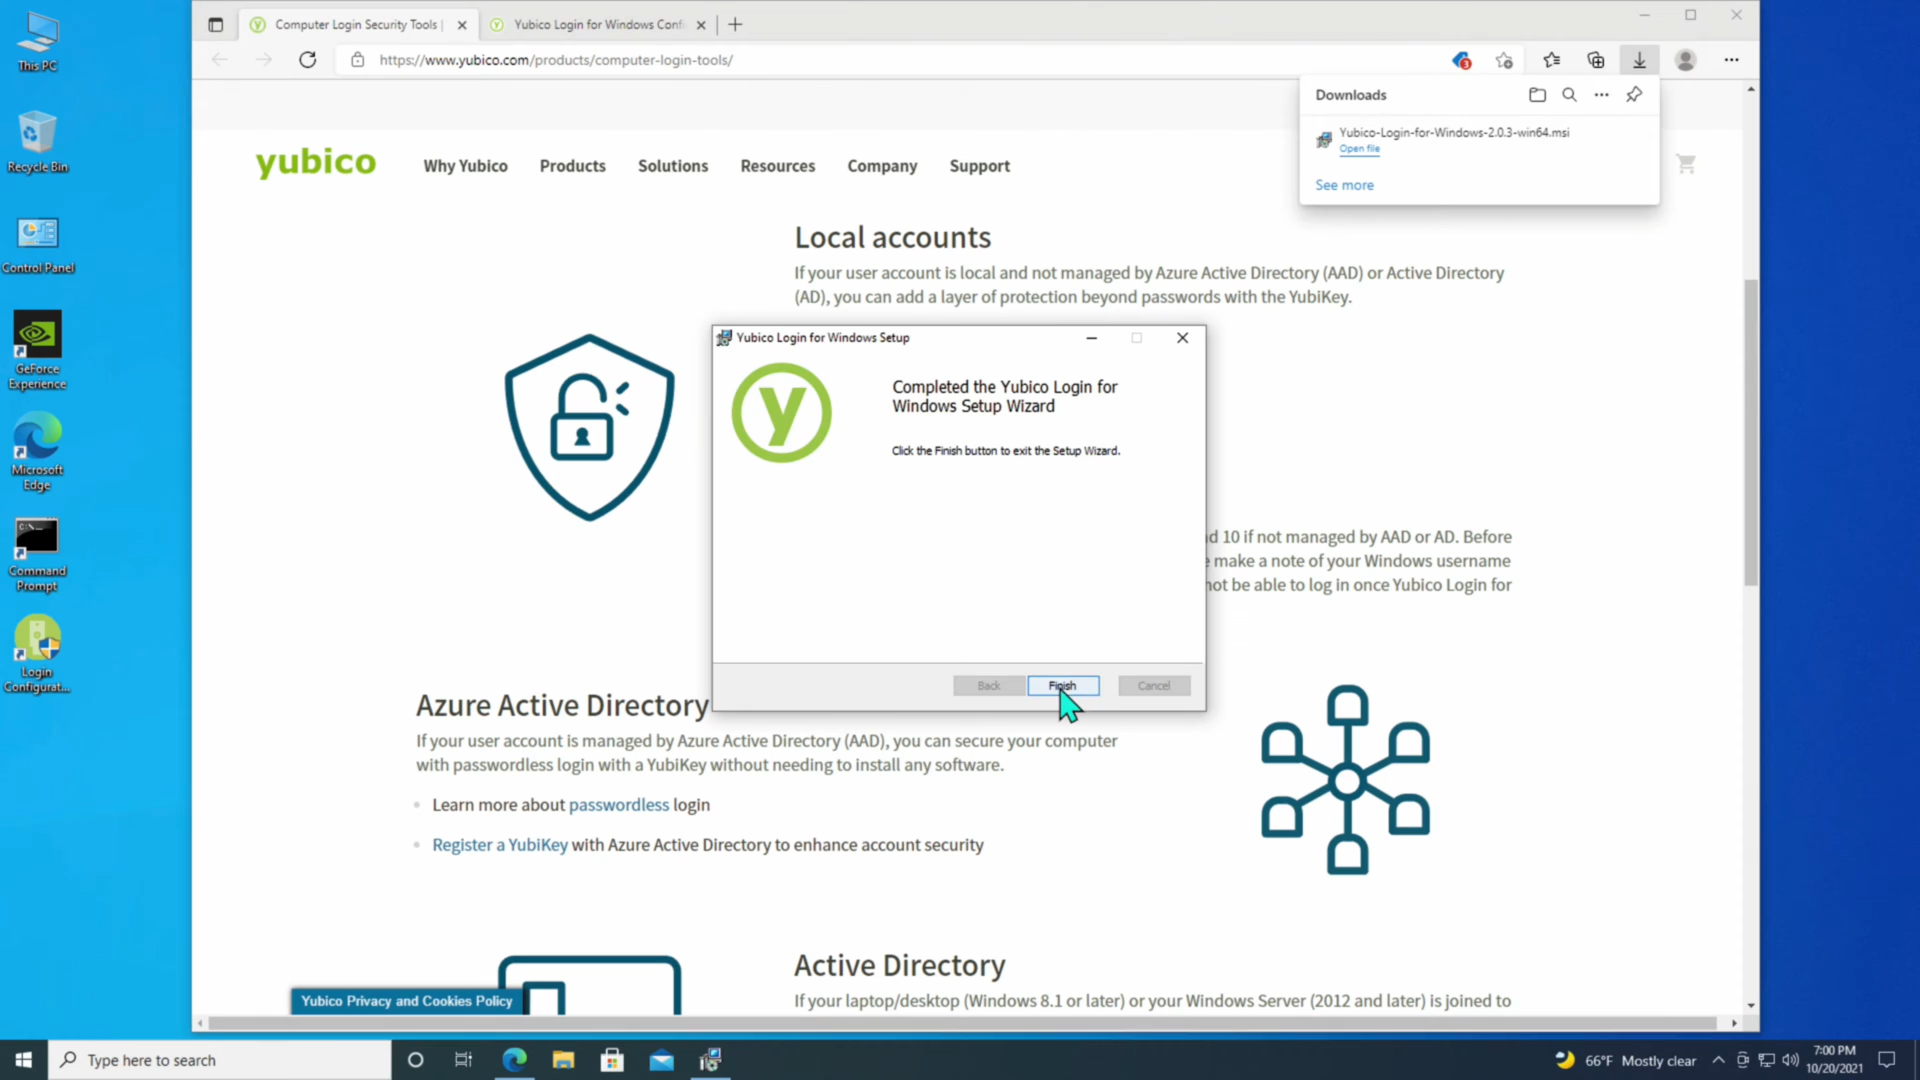 This PC
Recycle Bin
Control Panel
GeForce
Experience
Microsoft
Edge
Command
Prompt
Login
Configurat...
Computer Login Security Tools |
Yubico Login for Windows Confi
https://www.yubico.com/products/computer-login-tools/
3
Downloads
Yubico-Login-for-Windows-2.0.3-win64.msi
Open file
See more
yubico
Why Yubico
Products
Solutions
Resources
Company
Support
Local accounts
If your user account is local and not managed by Azure Active Directory (AAD) or Active Directory
(AD), you can add a layer of protection beyond passwords with the YubiKey.
Yubico Login for Windows Setup
y
Completed the Yubico Login for
Windows Setup Wizard
Click the Finish button to exit the Setup Wizard.
Back
Finish
Cancel
d 10 if not managed by AAD or AD. Before
e make a note of your Windows username
not be able to log in once Yubico Login for
Azure Active Directory
If your user account is managed by Azure Active Directory (AAD), you can secure your computer
with passwordless login with a YubiKey without needing to install any software.
Learn more about passwordless login
Register a YubiKey with Azure Active Directory to enhance account security
Active Directory
If your laptop/desktop (Windows 8.1 or later) or your Windows Server (2012 and later) is joined to
Yubico Privacy and Cookies Policy
Type here to search
66°F Mostly clear
7:00 PM
10/20/2021